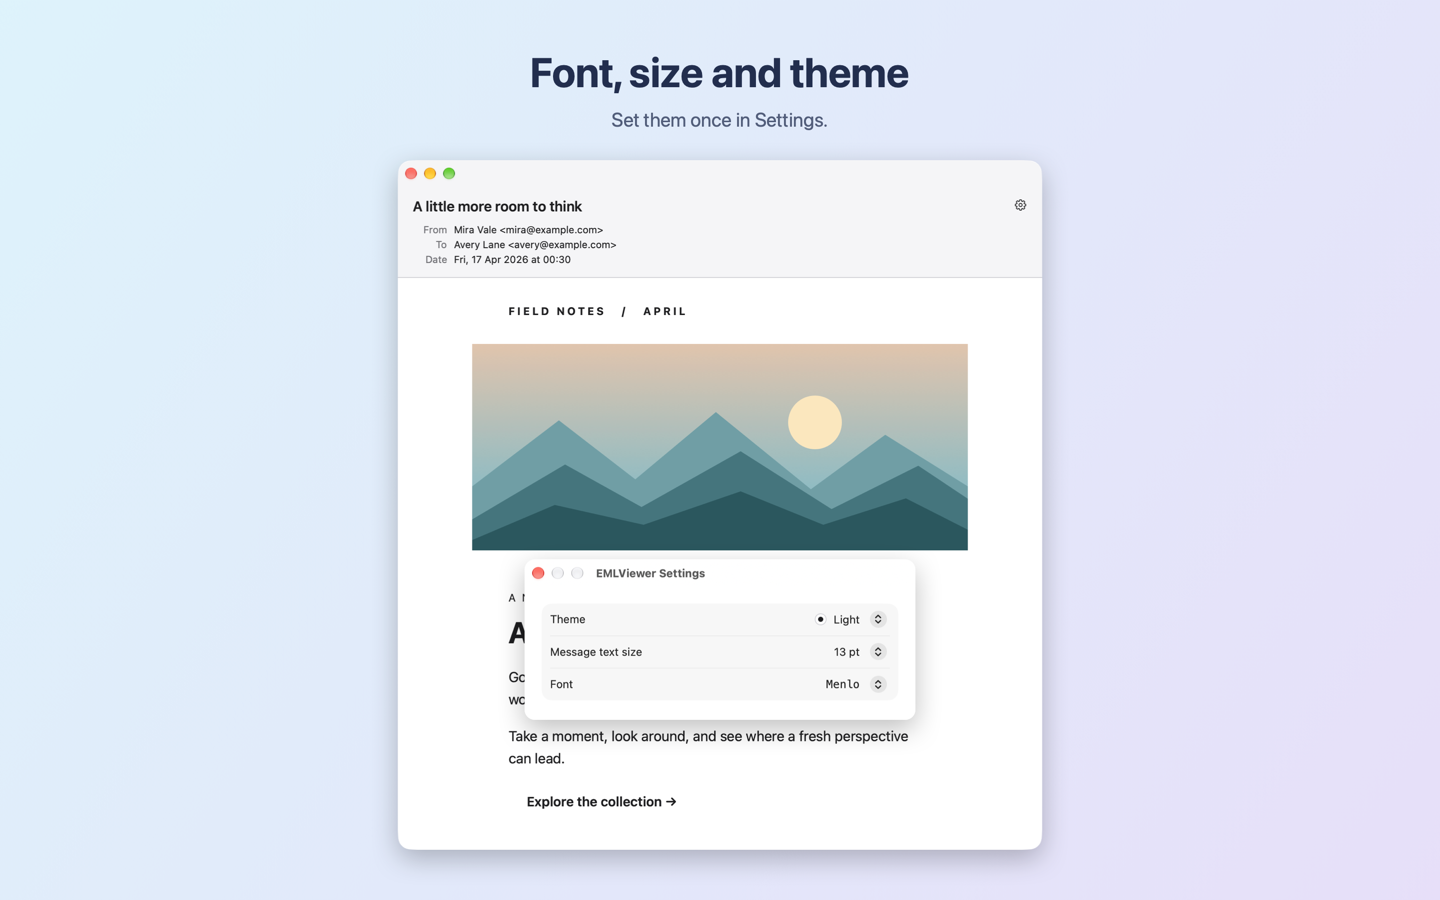 Font, size and theme
Set them once in Settings.
A little more room to think
From Mira Vale <mira@example.com>
To Avery Lane <avery@example.com>
Date Fri, 17 Apr 2026 at 00:30
FIELD NOTES / APRIL
EMLViewer Settings
Theme Light
Message text size 13 pt
Font Menlo
Take a moment, look around, and see where a fresh perspective
can lead.
Explore the collection →